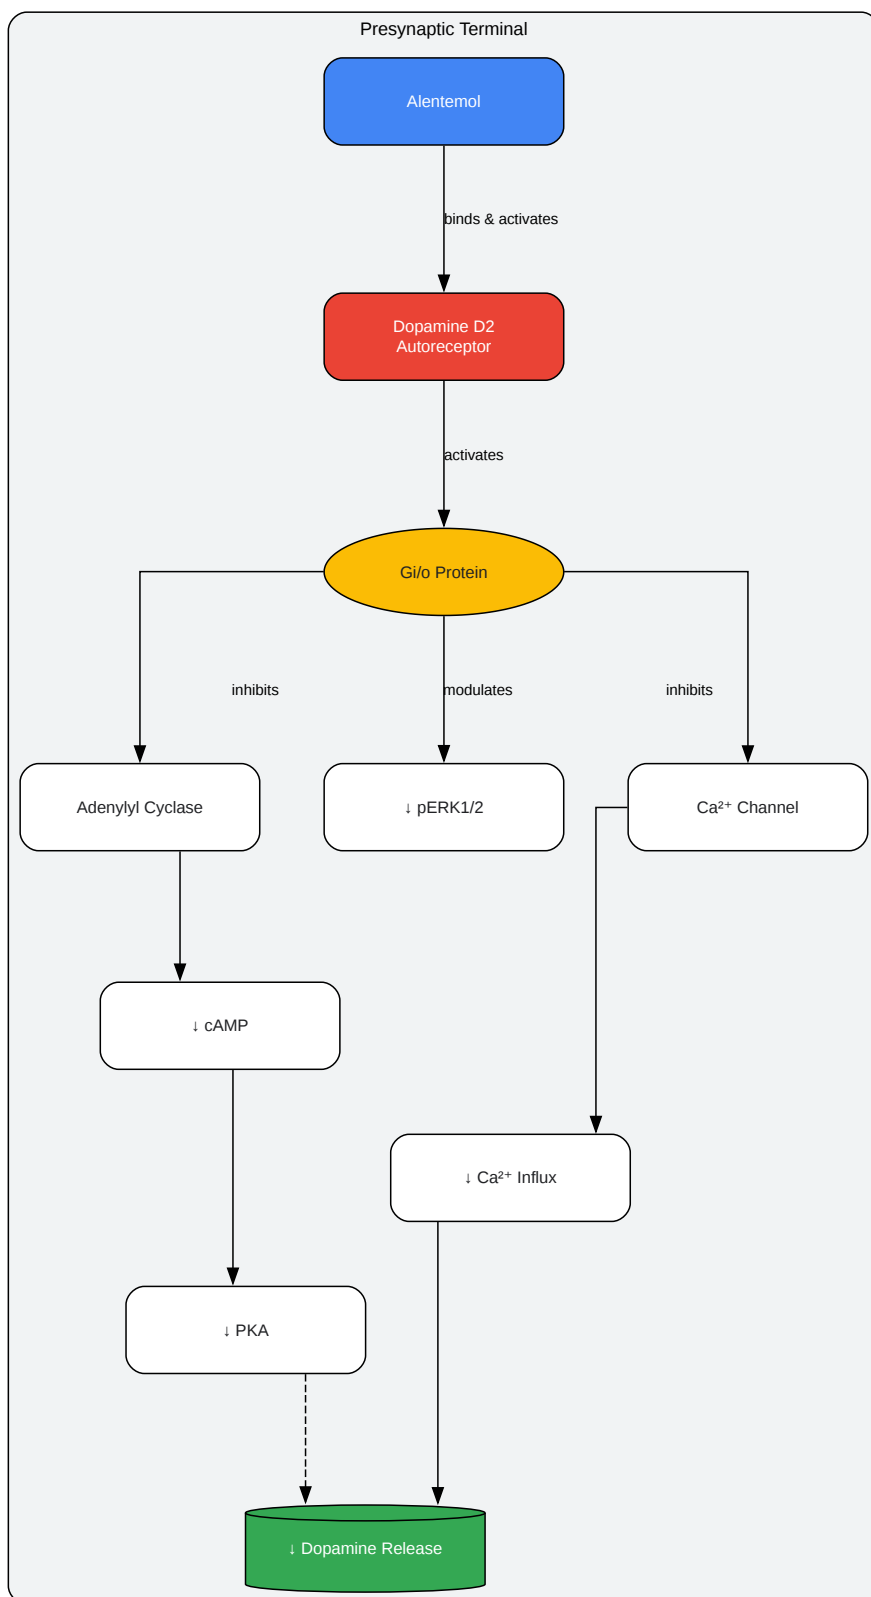 Presynaptic Terminal
Alentemol
binds & activates
Dopamine D2
Autoreceptor
activates
Gi/o Protein
inhibits
modulates
inhibits
Adenylyl Cyclase
↓ pERK1/2
Ca²⁺ Channel
↓ cAMP
↓ Ca²⁺ Influx
↓ PKA
↓ Dopamine Release